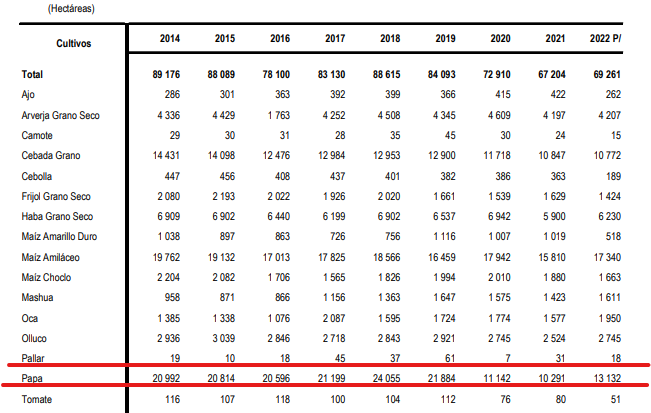 (Hectáreas)
Cultivos 2014 2015 2016 2017 2018 2019 2020 2021 2022 P/
Total 89 176 88 089 78 100 83 130 88 615 84 093 72 910 67 204 69 261
Ajo 286 301 363 392 399 366 415 422 262
Arverja Grano Seco 4 336 4 429 1 763 4 252 4 508 4 345 4 609 4 197 4 207
Camote 29 30 31 28 35 45 30 24 15
Cebada Grano 14 431 14 098 12 476 12 984 12 953 12 900 11 718 10 847 10 772
Cebolla 447 456 408 437 401 382 386 363 189
Frijol Grano Seco 2 080 2 193 2 022 1 926 2 020 1 661 1 539 1 629 1 424
Haba Grano Seco 6 909 6 902 6 440 6 199 6 902 6 537 6 942 5 900 6 230
Maíz Amarillo Duro 1 038 897 863 726 756 1 116 1 007 1 019 518
Maíz Amiláceo 19 762 19 132 17 013 17 825 18 566 16 459 17 942 15 810 17 340
Maíz Choclo 2 204 2 082 1 706 1 565 1 826 1 994 2 010 1 880 1 663
Mashua 958 871 866 1 156 1 363 1 647 1 575 1 423 1 611
Oca 1 385 1 338 1 076 2 087 1 595 1 724 1 774 1 577 1 950
Olluco 2 936 3 039 2 846 2 718 2 843 2 921 2 745 2 524 2 745
Pallar 19 10 18 45 37 61 7 31 18
Papa 20 992 20 814 20 596 21 199 24 055 21 884 11 142 10 291 13 132
Tomate 116 107 118 100 104 112 76 80 51